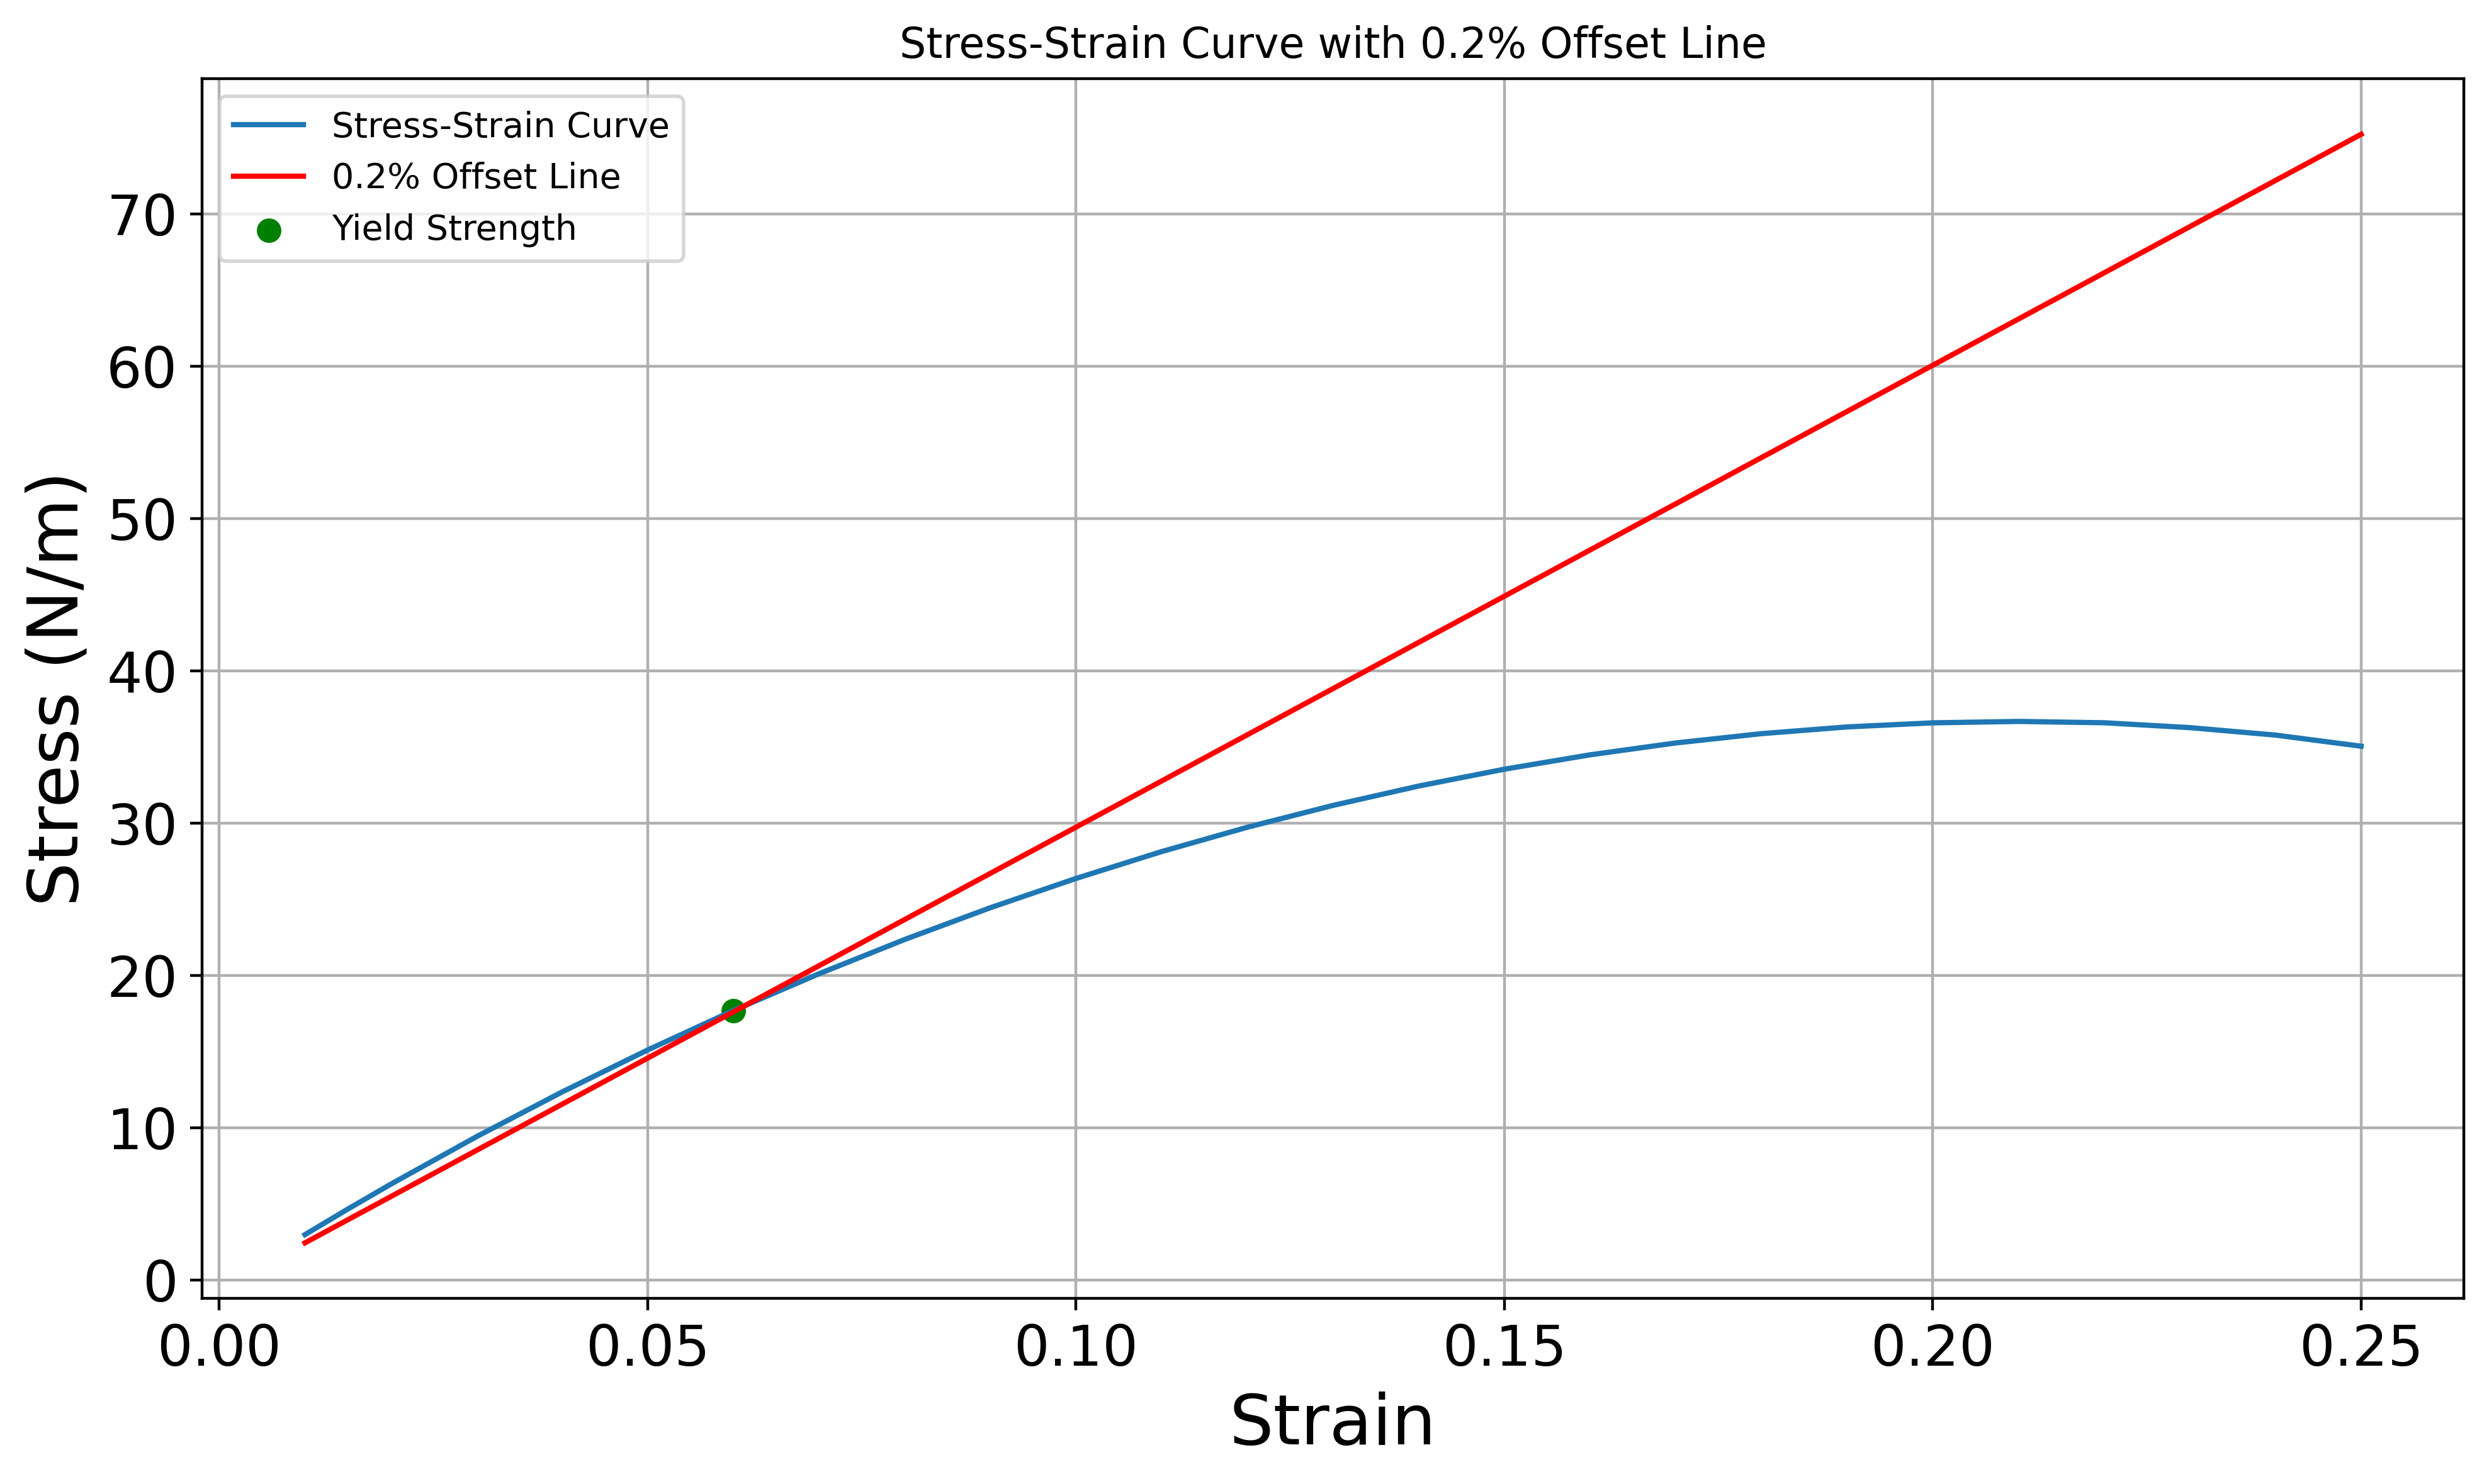 Stress-Strain Curve with 0.2% Offset Line
Stress-Strain Curve
0.2% Offset Line
Yield Strength
Stress (N/m)
70
60
50
40
30
20
10
0
0.00 0.05 0.10 0.15 0.20 0.25
Strain